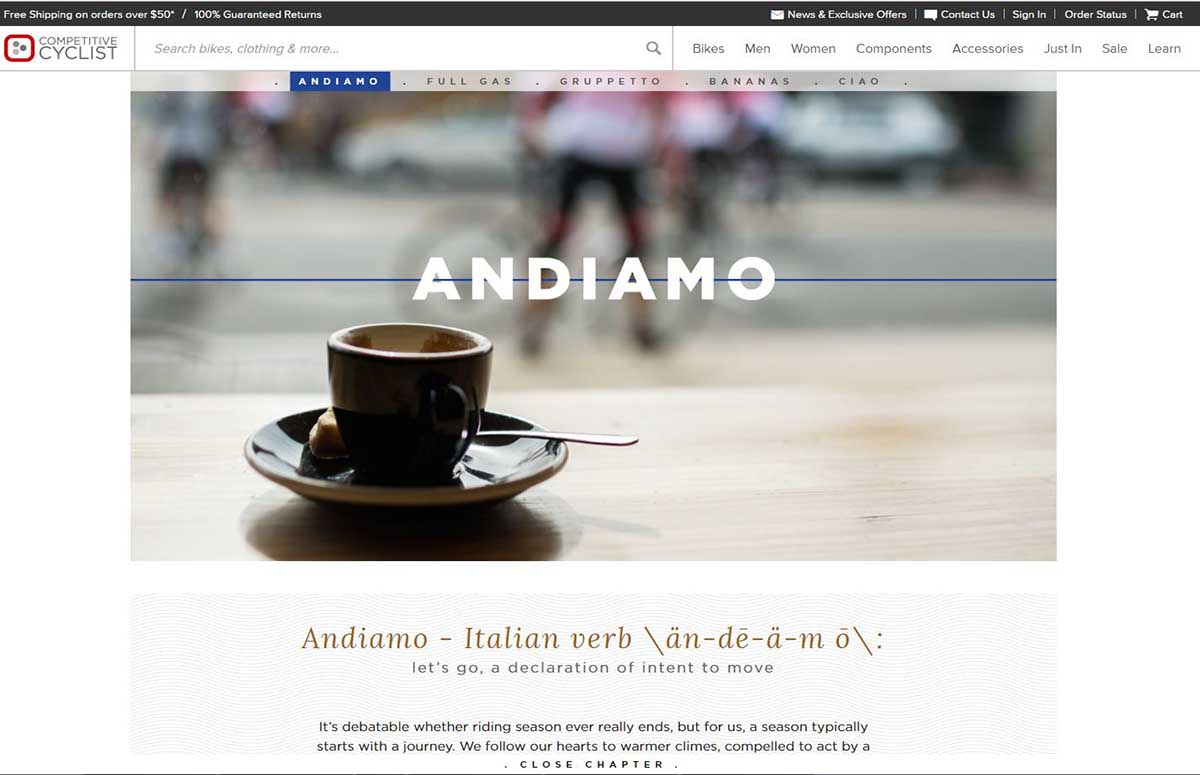 Free Shipping on orders over $50* / 100% Guaranteed Returns
News & Exclusive Offers | Contact Us | Sign In | Order Status | Cart
COMPETITIVE
CYCLIST
Search bikes, clothing & more...
Bikes Men Women Components Accessories Just In Sale Learn
. ANDIAMO . FULL GAS . GRUPPETTO . BANANAS . CIAO .
ANDIAMO
Andiamo - Italian verb \än-dē-ä-m ō\:
let's go, a declaration of intent to move
It's debatable whether riding season ever really ends, but for us, a season typically
starts with a journey. We follow our hearts to warmer climes, compelled to act by a
. CLOSE CHAPTER .